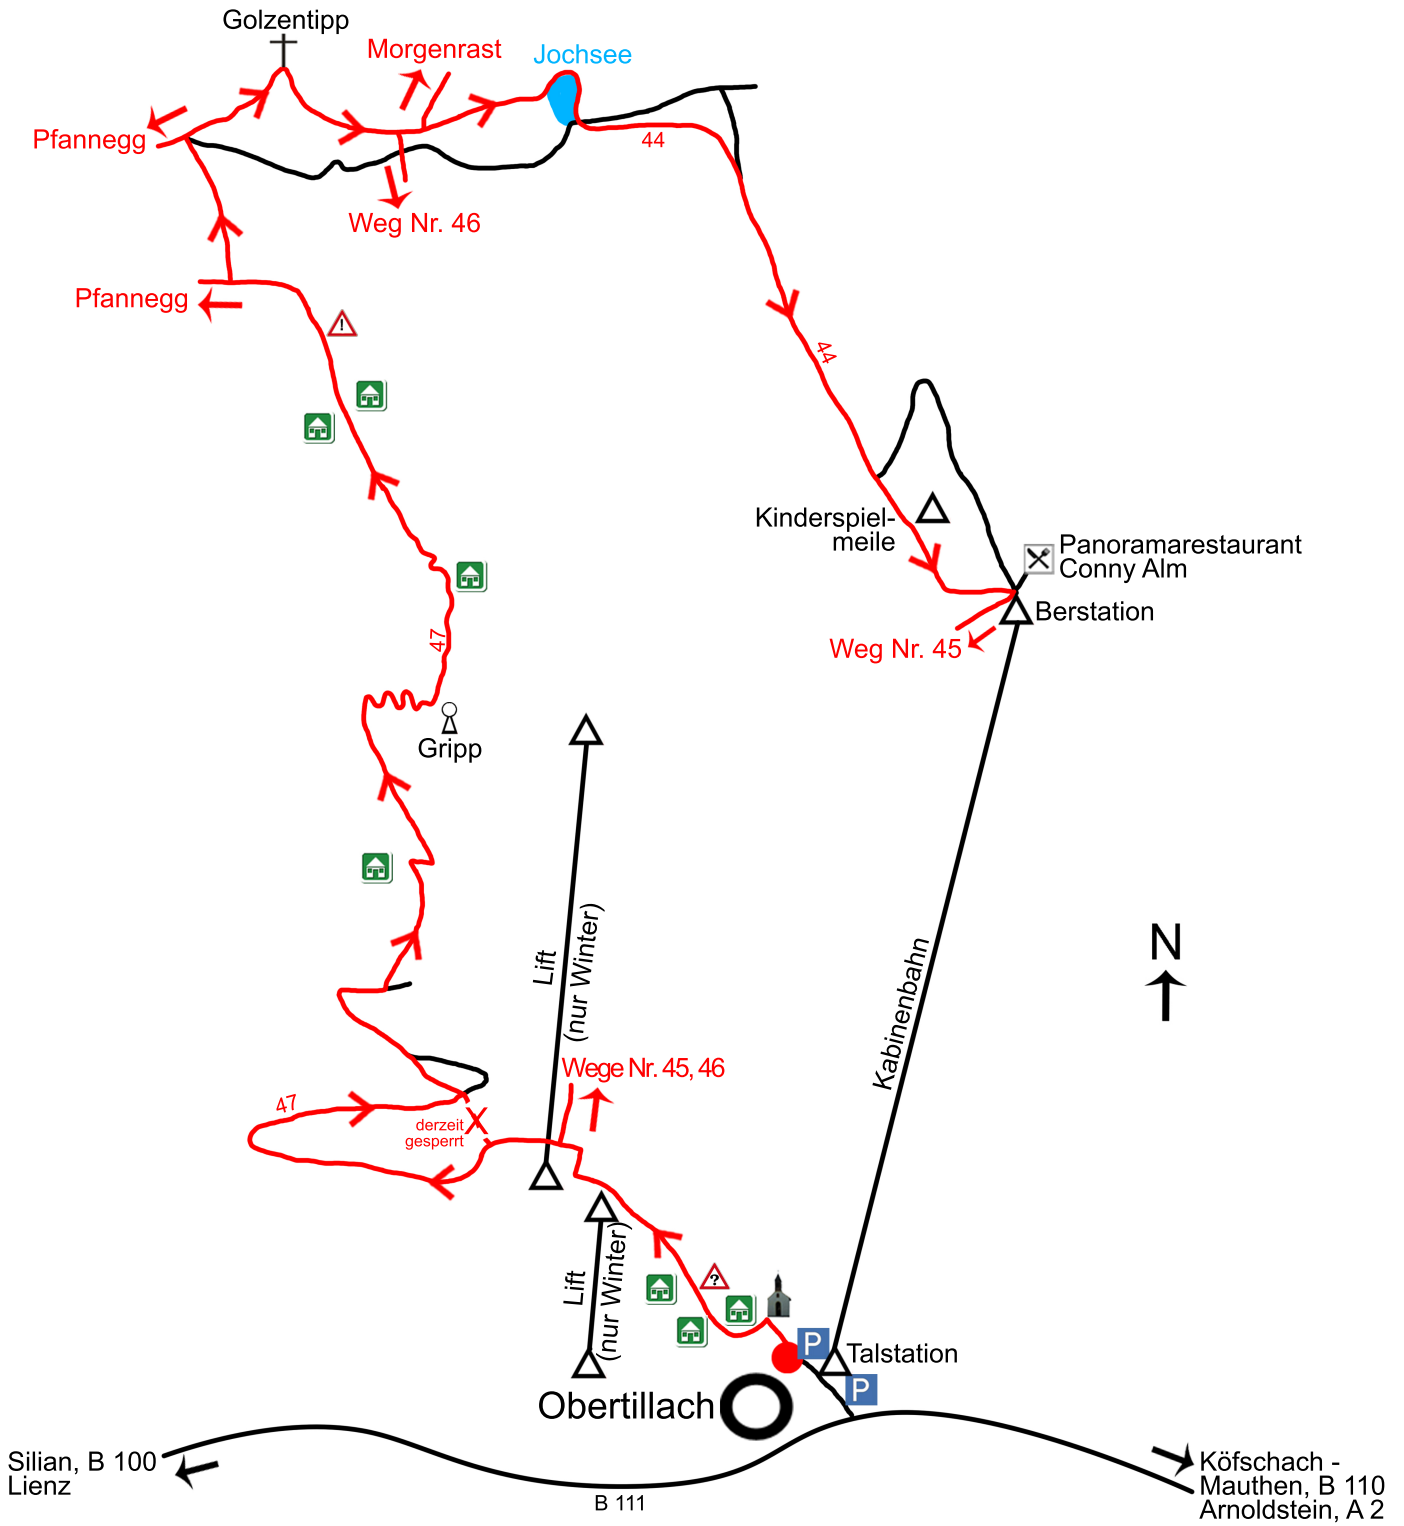 Golzentipp
Morgenrast
Jochsee
Pfannegg
44
Weg Nr. 46
Pfannegg
!
44
Kinderspiel-
meile
Panoramarestaurant
Conny Alm
Berstation
Weg Nr. 45
47
Gripp
Lift
(nur Winter)
Kabinenbahn
N
Wege Nr. 45, 46
47
derzeit
gesperrt
X
Lift
(nur Winter)
?
P
Talstation
P
Obertillach
Silian, B 100
Lienz
B 111
Köfschach -
Mauthen, B 110
Arnoldstein, A 2